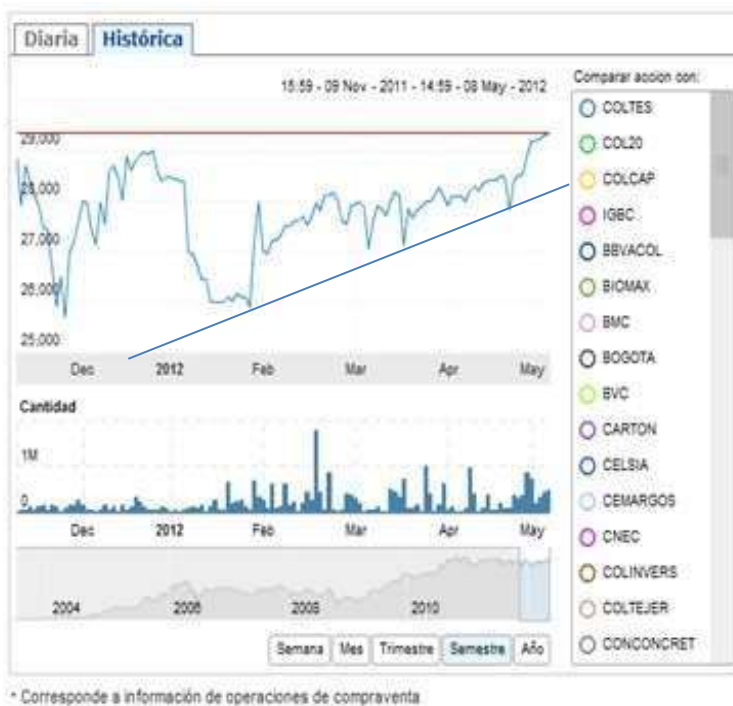 Diaria Histórica
15:59 - 09 Nov - 2011 - 14:59 - 08 May - 2012
Comparar accion con:
29,000
28,000
27,000
26,000
25,000
Dec 2012 Feb Mar Apr May
COLTES
COL20
COLCAP
IGBC
BBVACOL
BIOMAX
BMC
BOGOTA
BVC
CARTON
CELSIA
CEMARGOS
CNEC
COLINVERS
COLTEJER
CONCONCRET
Cantidad
1M
0
Dec 2012 Feb Mar Apr May
2004 2006 2008 2010
Semana Mes Trimestre Semestre Año
* Corresponde a información de operaciones de compraventa